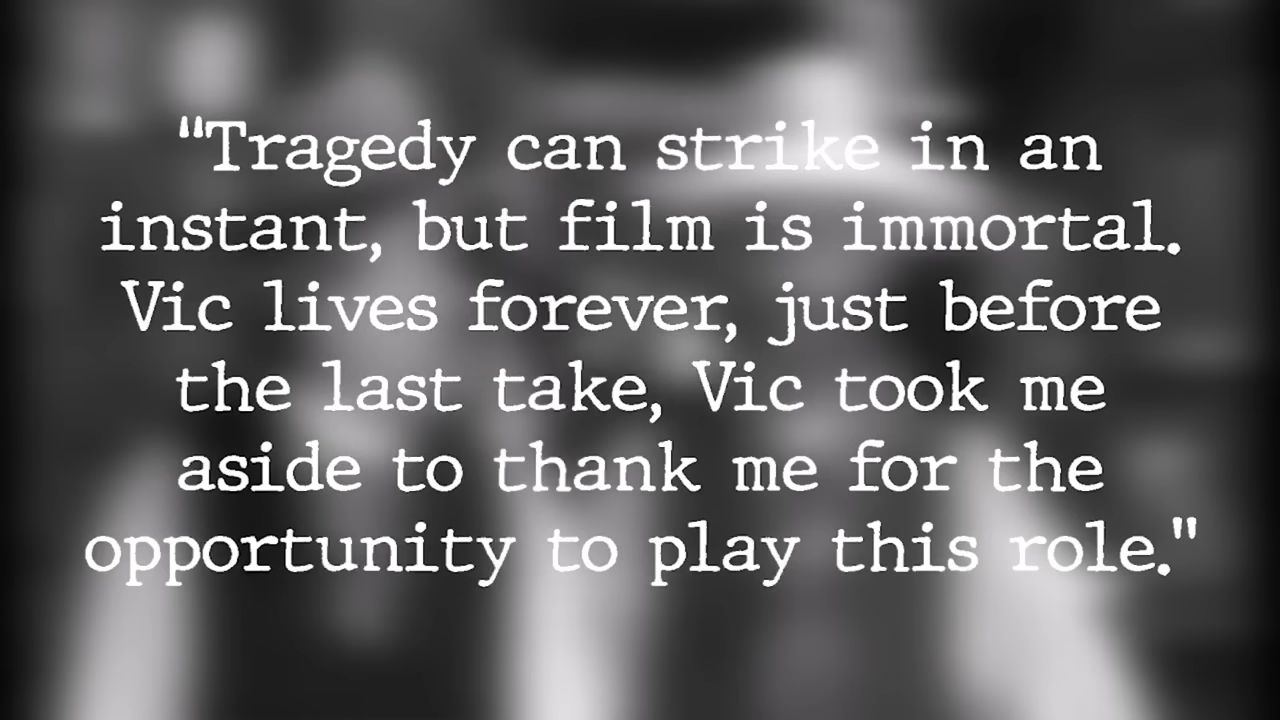 "Tragedy can strike in an
instant, but film is immortal.
Vic lives forever, just before
the last take, Vic took me
aside to thank me for the
opportunity to play this role."